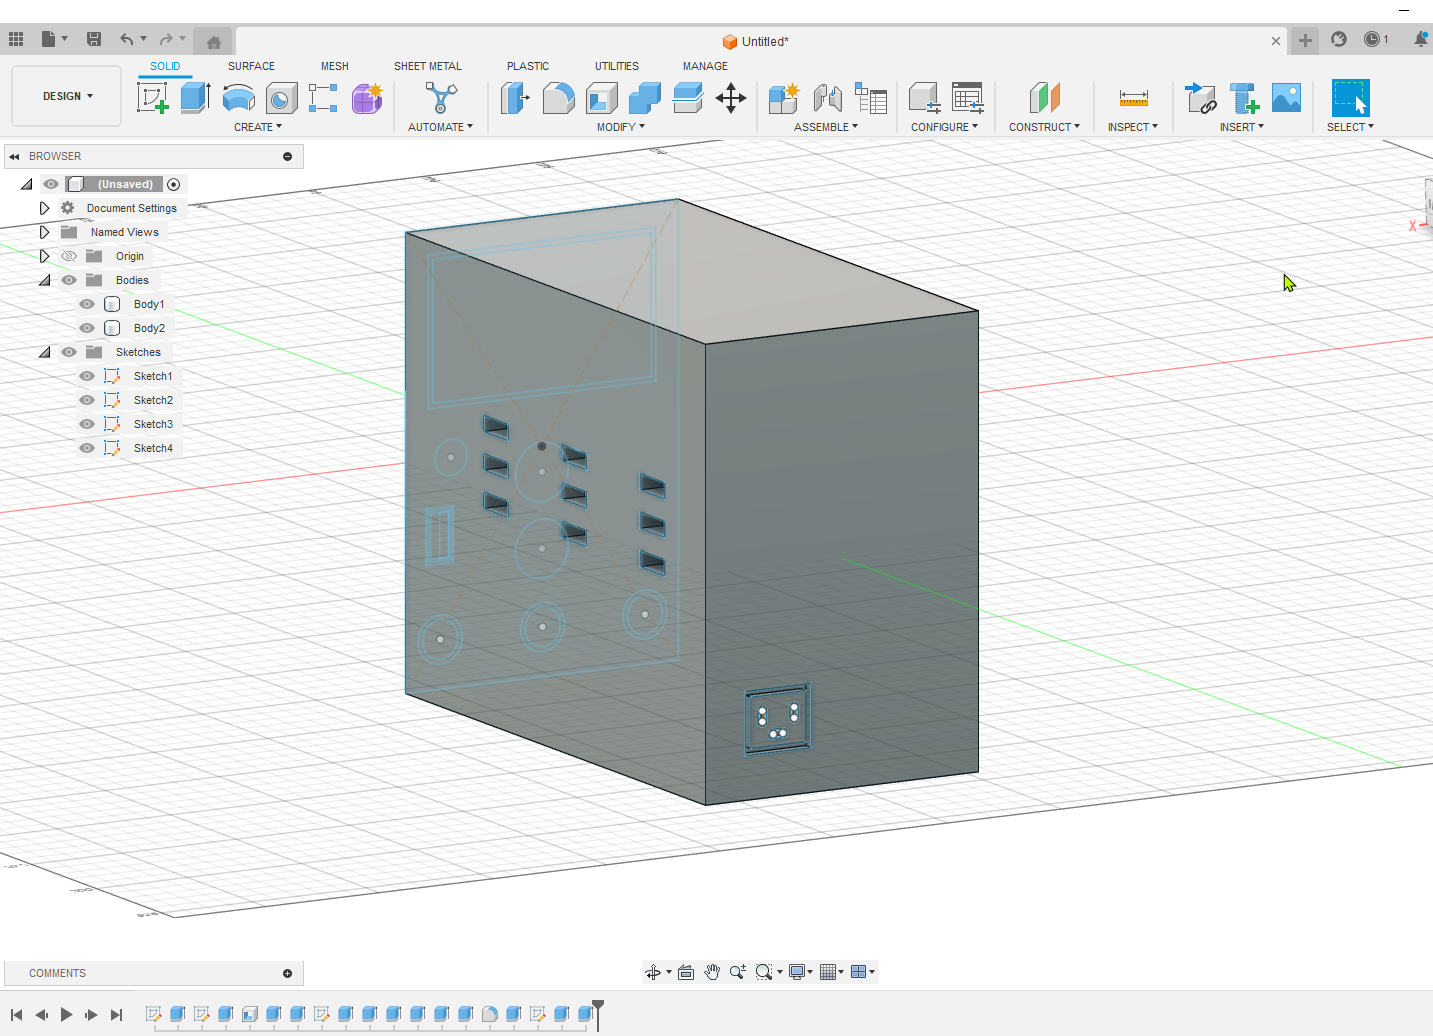 Untitled*
1
DESIGN
SOLID SURFACE MESH SHEET METAL PLASTIC UTILITIES MANAGE
CREATE AUTOMATE MODIFY ASSEMBLE CONFIGURE CONSTRUCT INSPECT INSERT SELECT
BROWSER
(Unsaved)
Document Settings
Named Views
Origin
Bodies
Body1
Body2
Sketches
Sketch1
Sketch2
Sketch3
Sketch4
X
COMMENTS